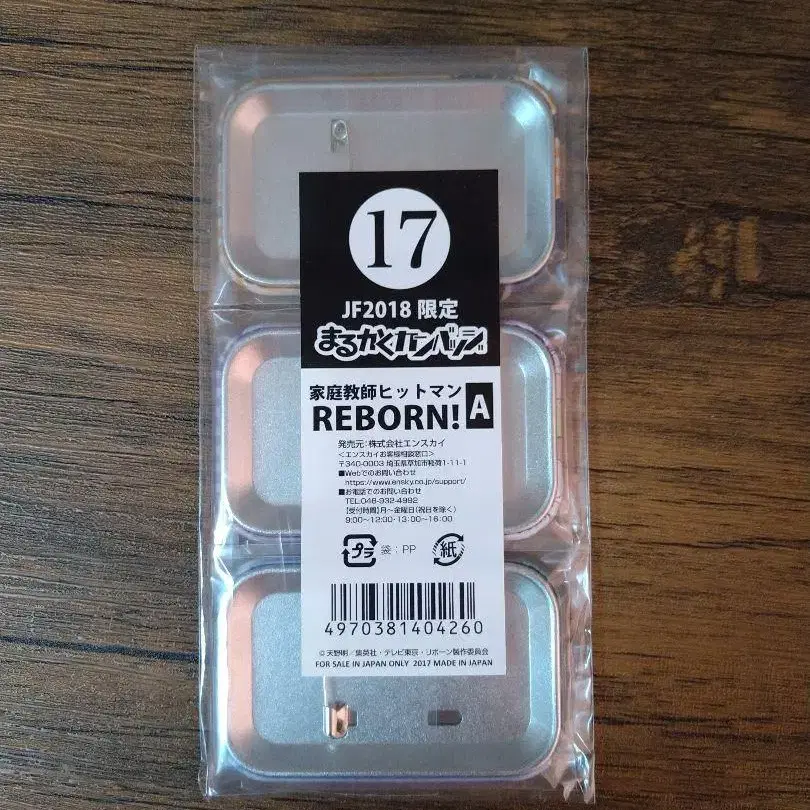 17
JF2018 限定
まるかくカンバッジ
家庭教師ヒットマン
REBORN! A
発売元:株式会社エンスカイ
<エンスカイお客様相談窓口>
〒340-0003 埼玉県草加市稲荷1-11-1
■Webでのお問い合わせ
https://www.ensky.co.jp/support/
■お電話でのお問い合わせ
TEL.048-932-4992
【受付時間】月～金曜日(祝日を除く)
9:00～12:00・13:00～16:00
プラ 袋:PP 紙
4970381404260
© 天野明/集英社・テレビ東京・リボーン製作委員会
FOR SALE IN JAPAN ONLY 2017 MADE IN JAPAN